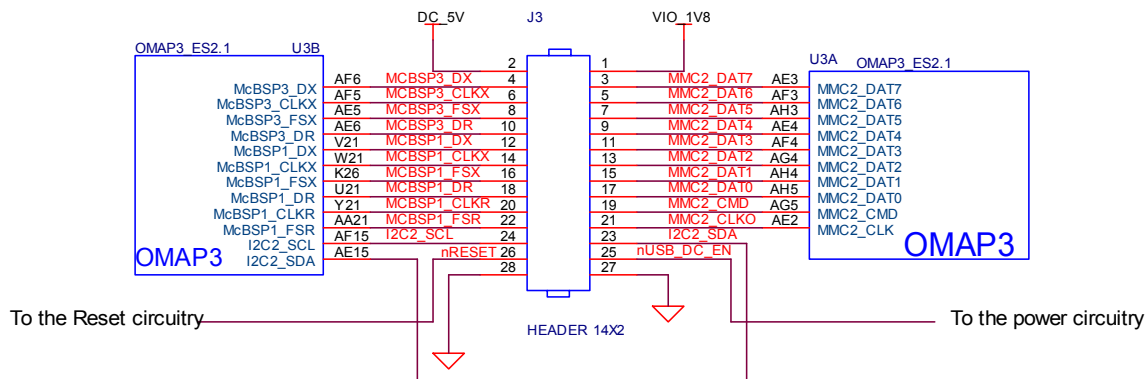 DC_5V J3 VIO_1V8
OMAP3_ES2.1 U3B
U3A OMAP3_ES2.1
2 1
McBSP3_DX AF6 MCBSP3_DX 4 3 MMC2_DAT7 AE3 MMC2_DAT7
McBSP3_CLKX AF5 MCBSP3_CLKX 6 5 MMC2_DAT6 AF3 MMC2_DAT6
McBSP3_FSX AE5 MCBSP3_FSX 8 7 MMC2_DAT5 AH3 MMC2_DAT5
McBSP3_DR AE6 MCBSP3_DR 10 9 MMC2_DAT4 AE4 MMC2_DAT4
McBSP1_DX V21 MCBSP1_DX 12 11 MMC2_DAT3 AF4 MMC2_DAT3
McBSP1_CLKX W21 MCBSP1_CLKX 14 13 MMC2_DAT2 AG4 MMC2_DAT2
McBSP1_FSX K26 MCBSP1_FSX 16 15 MMC2_DAT1 AH4 MMC2_DAT1
McBSP1_DR U21 MCBSP1_DR 18 17 MMC2_DAT0 AH5 MMC2_DAT0
McBSP1_CLKR Y21 MCBSP1_CLKR 20 19 MMC2_CMD AG5 MMC2_CMD
McBSP1_FSR AA21 MCBSP1_FSR 22 21 MMC2_CLKO AE2 MMC2_CLK
I2C2_SCL AF15 I2C2_SCL 24 23 I2C2_SDA
I2C2_SDA AE15 nRESET 26 25 nUSB_DC_EN
28 27
OMAP3 OMAP3
To the Reset circuitry
HEADER 14X2
To the power circuitry